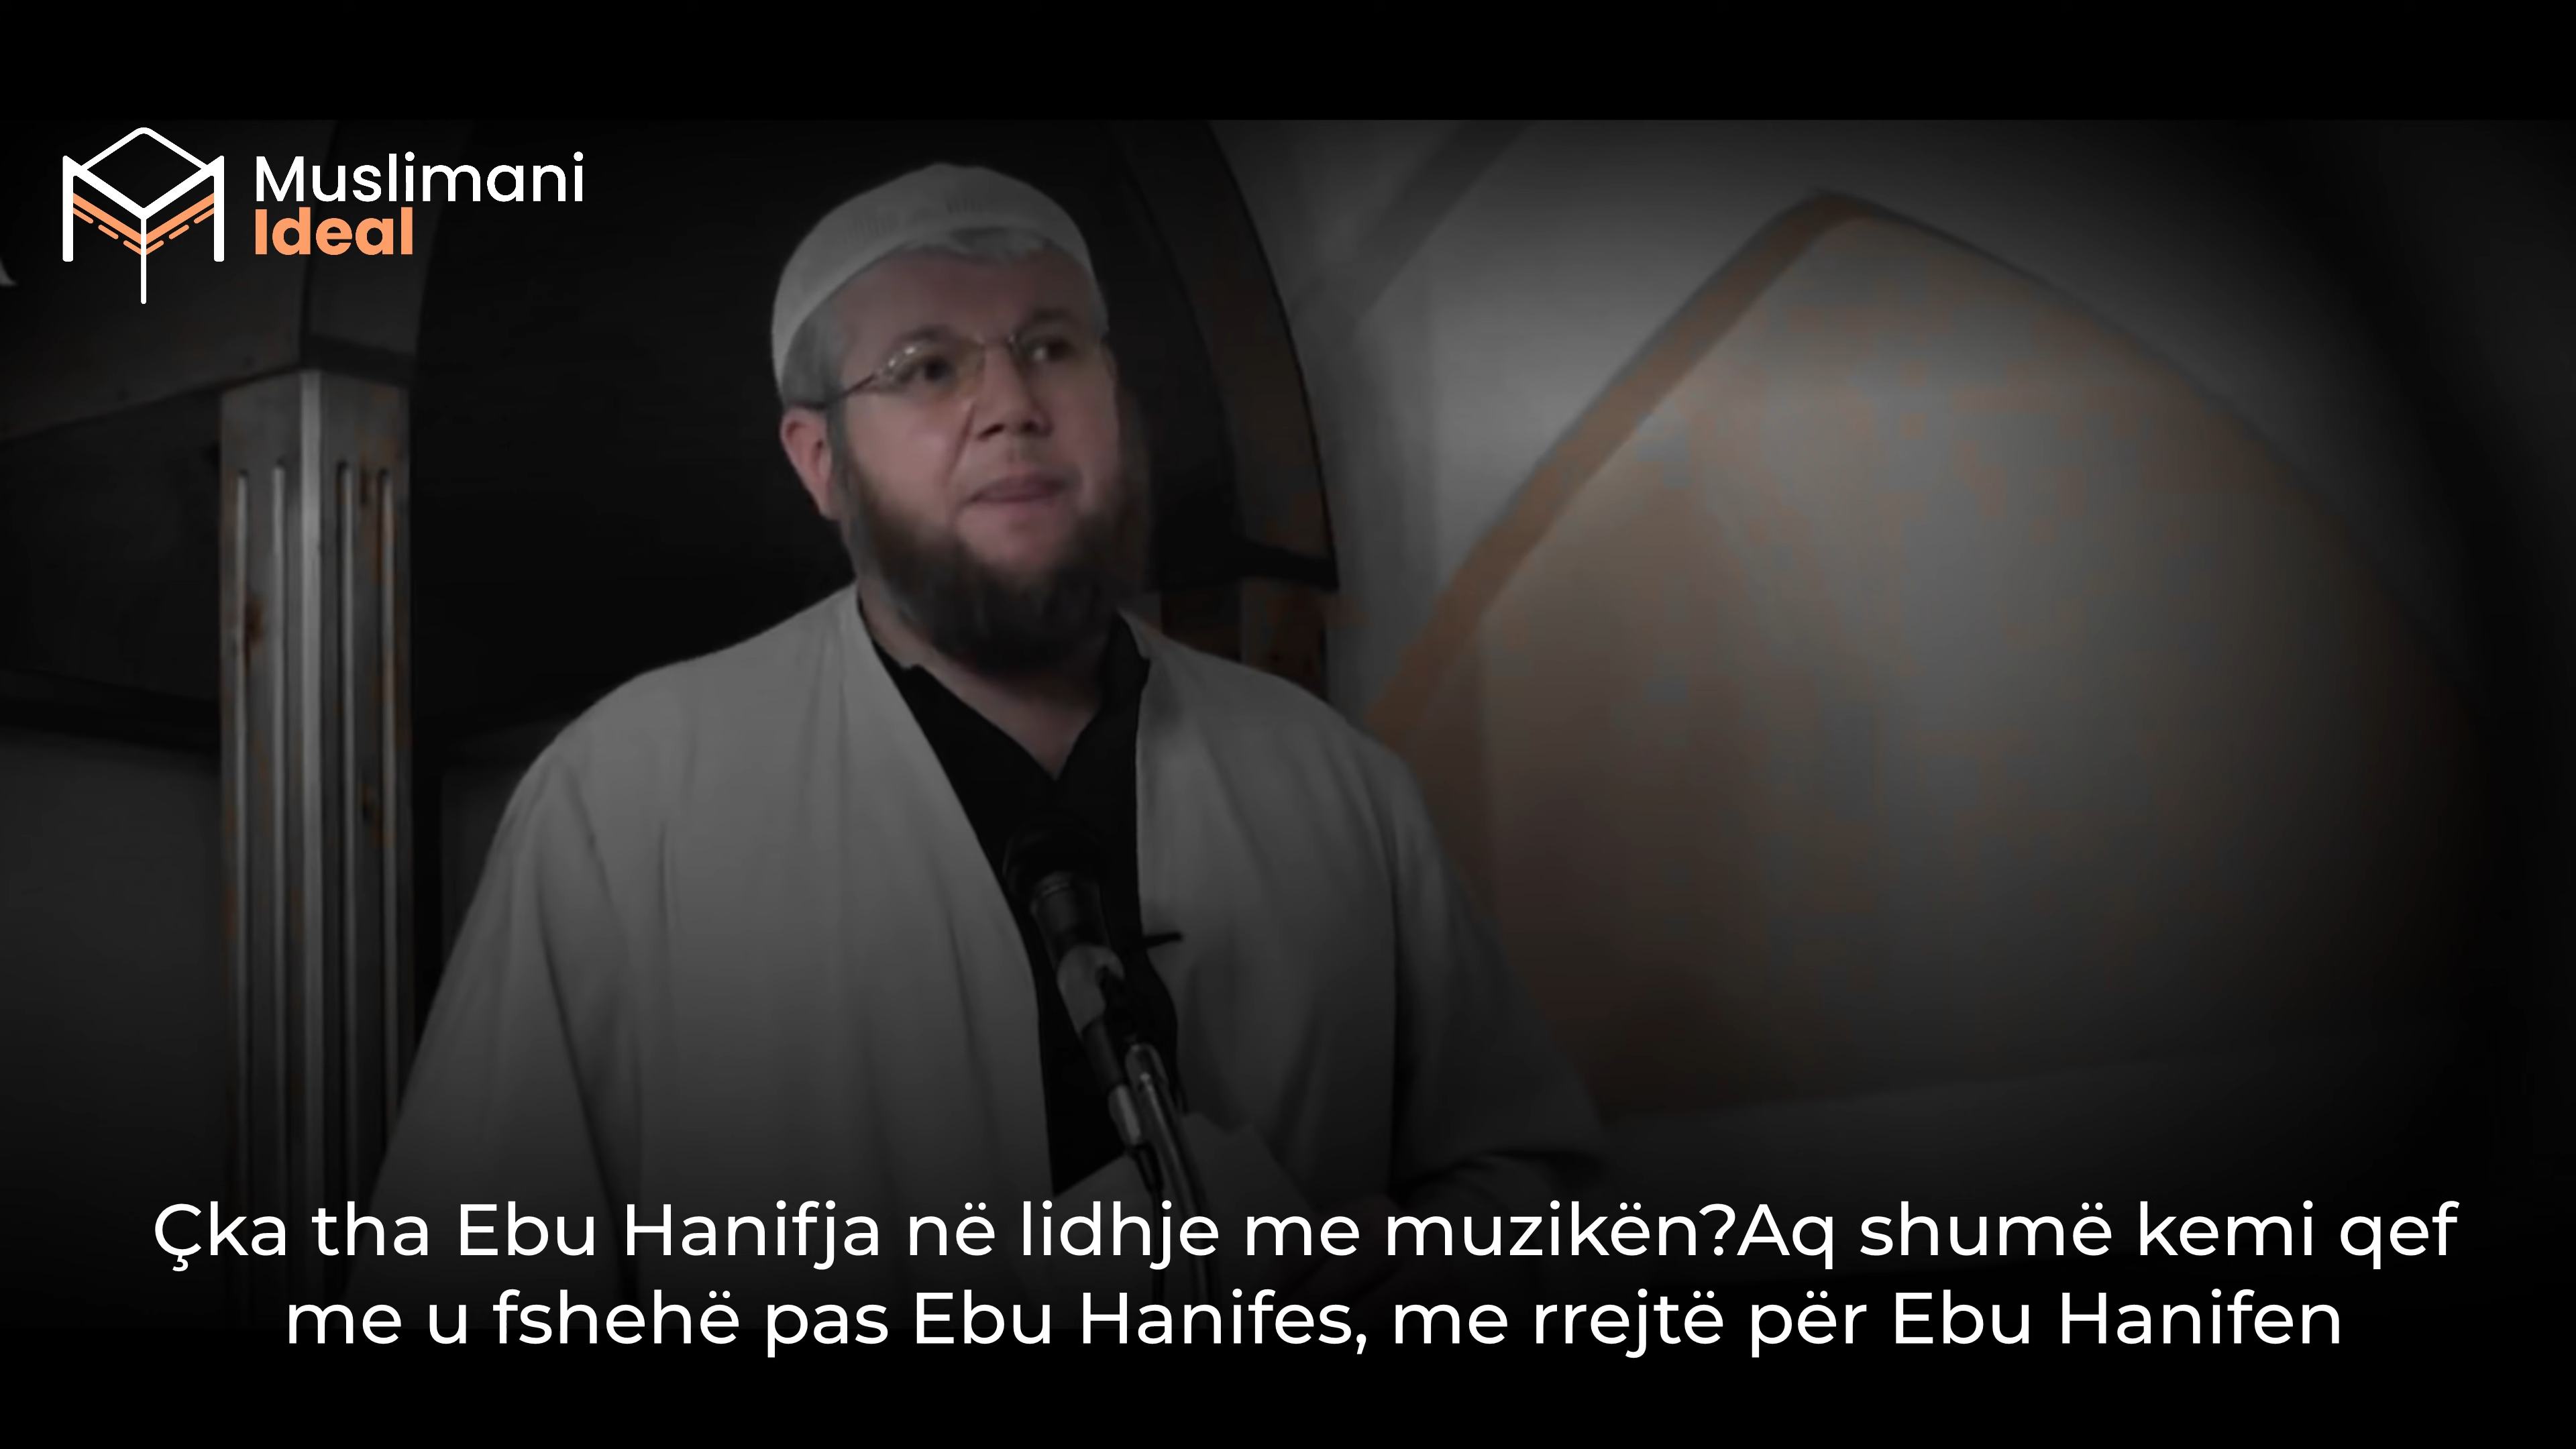 Muslimani
Ideal
Çka tha Ebu Hanifja në lidhje me muzikën?Aq shumë kemi qef
me u fshehë pas Ebu Hanifes, me rrejtë për Ebu Hanifen